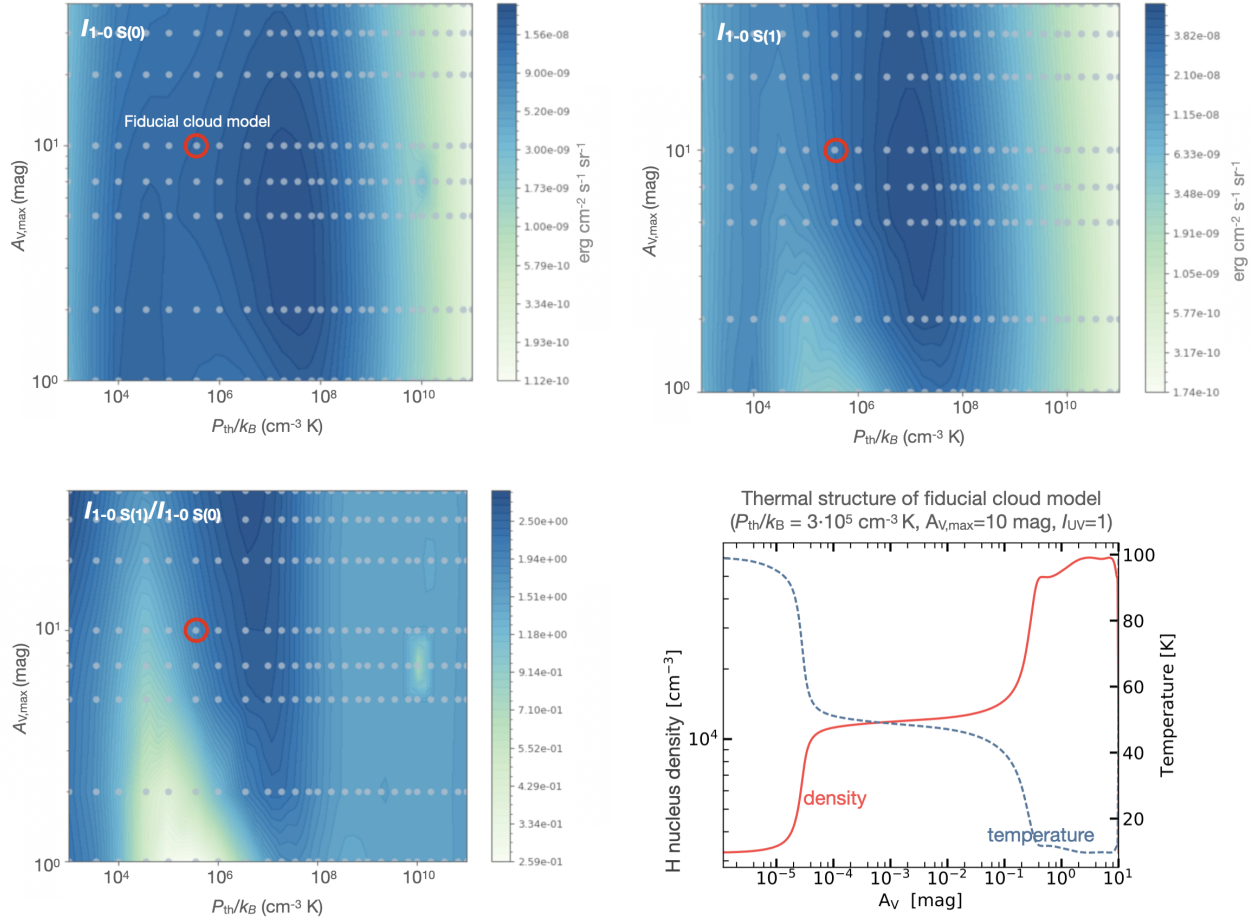 I1-0 S(0)
Fiducial cloud model
10¹
10⁰
AV,max (mag)
10⁴ 10⁶ 10⁸ 10¹⁰
Pth/kB (cm-3 K)
1.56e-08
9.00e-09
5.20e-09
3.00e-09
1.73e-09
1.00e-09
5.79e-10
3.34e-10
1.93e-10
1.12e-10
erg cm-2 s-1 sr1
I1-0 S(1)
10¹
10⁰
AV,max (mag)
10⁴ 10⁶ 10⁸ 10¹⁰
Pth/kB (cm-3 K)
3.82e-08
2.10e-08
1.15e-08
6.33e-09
3.48e-09
1.91e-09
1.05e-09
5.77e-10
3.17e-10
1.74e-10
erg cm-2 s-1 sr1
I1-0 S(1)/I1-0 S(0)
10¹
10⁰
AV,max (mag)
10⁴ 10⁶ 10⁸ 10¹⁰
Pth/kB (cm-3 K)
2.50e+00
1.94e+00
1.51e+00
1.18e+00
9.14e-01
7.10e-01
5.52e-01
4.29e-01
3.34e-01
2.59e-01
Thermal structure of fiducial cloud model
(Pth/kB = 3·10⁵ cm-3 K, AV,max=10 mag, IUV=1)
H nucleus density [cm⁻³]
10⁴
density
temperature
100
80
60
40
20
Temperature [K]
10⁻⁵ 10⁻⁴ 10⁻³ 10⁻² 10⁻¹ 10⁰ 10¹
AV [mag]